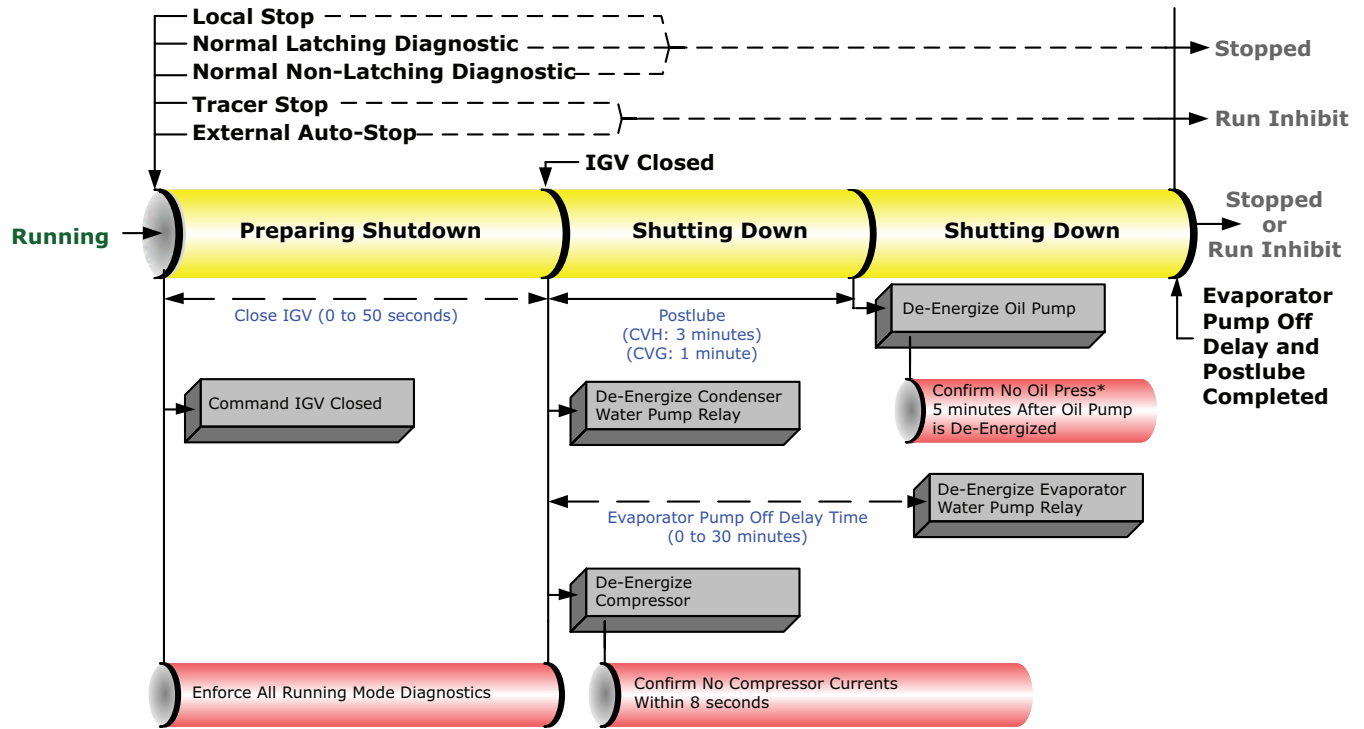 Local Stop
Normal Latching Diagnostic
Normal Non-Latching Diagnostic
Stopped
Tracer Stop
External Auto-Stop
Run Inhibit
IGV Closed
Running
Preparing Shutdown
Shutting Down
Shutting Down
Stopped
or
Run Inhibit
Close IGV (0 to 50 seconds)
Postlube
(CVH: 3 minutes)
(CVG: 1 minute)
De-Energize Oil Pump
Evaporator
Pump Off
Delay and
Postlube
Completed
Command IGV Closed
De-Energize Condenser
Water Pump Relay
Confirm No Oil Press*
5 minutes After Oil Pump
is De-Energized
Evaporator Pump Off Delay Time
(0 to 30 minutes)
De-Energize Evaporator
Water Pump Relay
De-Energize
Compressor
Enforce All Running Mode Diagnostics
Confirm No Compressor Currents
Within 8 seconds